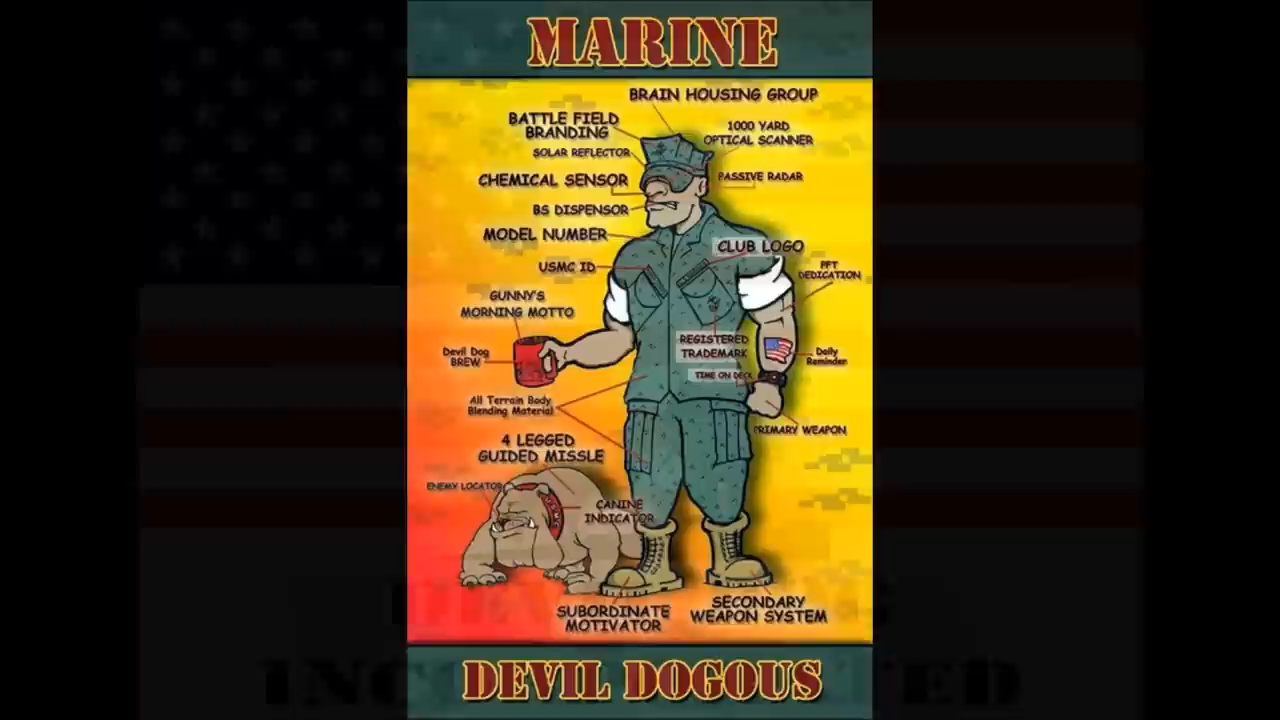 MARINE
BRAIN HOUSING GROUP
BATTLE FIELD
BRANDING
1000 YARD
OPTICAL SCANNER
SOLAR REFLECTOR
CHEMICAL SENSOR
PASSIVE RADAR
BS DISPENSOR
MODEL NUMBER
CLUB LOGO
USMC ID
PFT
DEDICATION
GUNNY'S
MORNING MOTTO
REGISTERED
TRADEMARK
Devil Dog
BREW
Daily
Reminder
TIME ON DECK
All Terrain Body
Blending Material
PRIMARY WEAPON
4 LEGGED
GUIDED MISSLE
ENEMY LOCATOR
CANINE
INDICATOR
SUBORDINATE
MOTIVATOR
SECONDARY
WEAPON SYSTEM
DEVIL DOGOUS